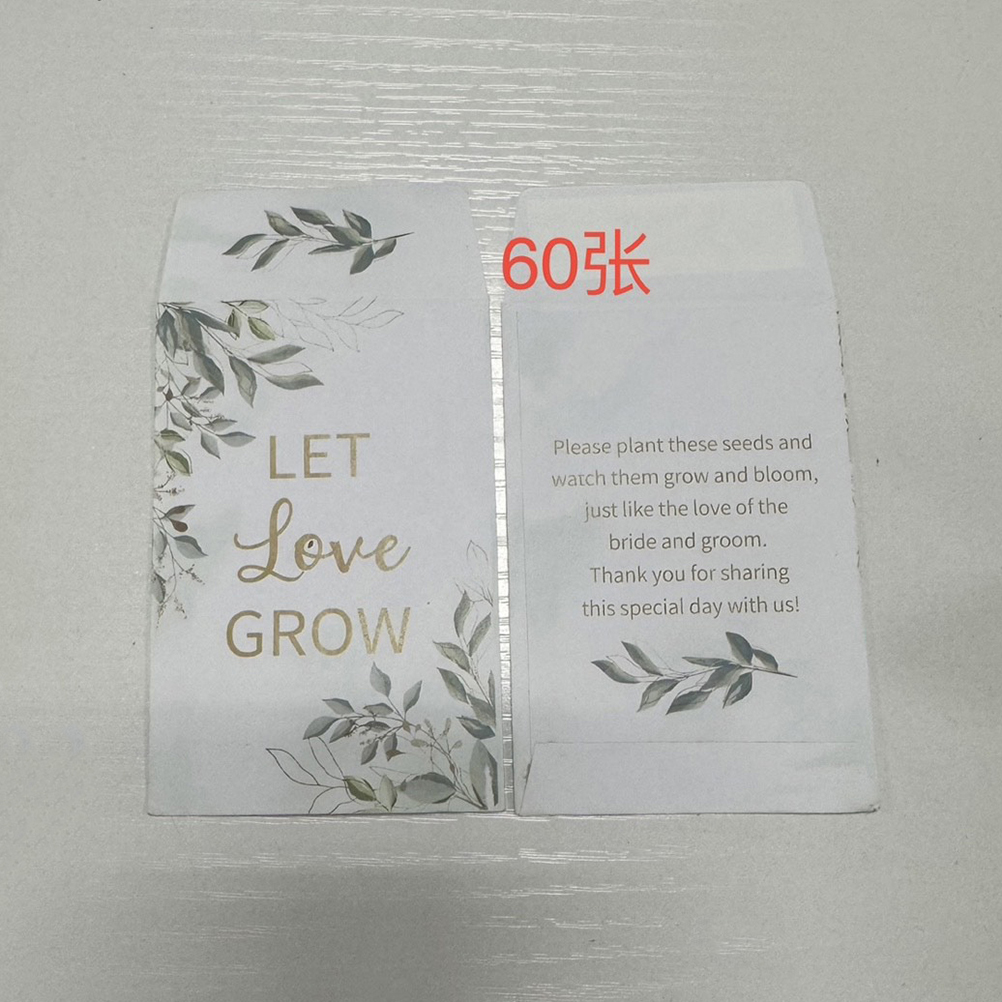 60张
LET
Love
GROW
Please plant these seeds and
watch them grow and bloom,
just like the love of the
bride and groom.
Thank you for sharing
this special day with us!